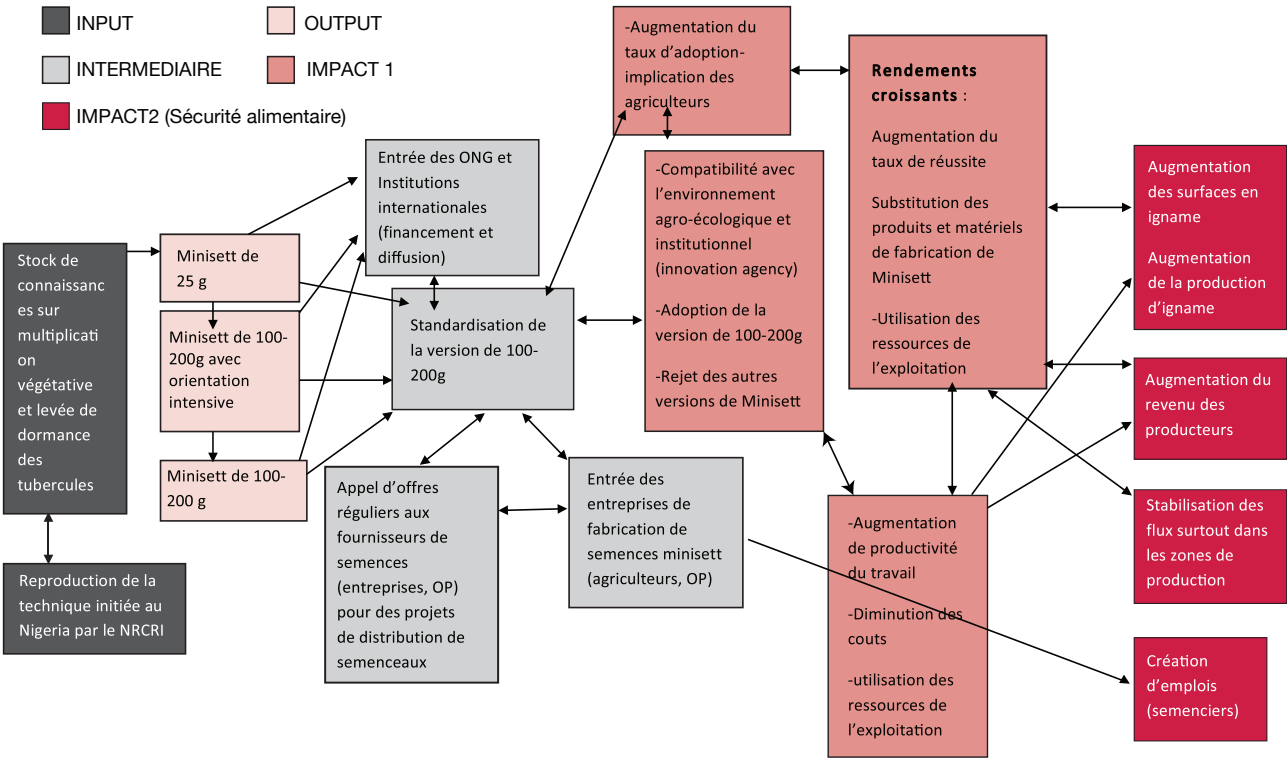 INPUT
OUTPUT
INTERMEDIAIRE
IMPACT 1
IMPACT2 (Sécurité alimentaire)
Stock de
connaissanc
es sur
multiplicati
on
végétative
et levée de
dormance
des
tubercules
Reproduction de la
technique initiée au
Nigeria par le NRCRI
Minisett de
25 g
Minisett de 100-
200g avec
orientation
intensive
Minisett de 100-
200 g
Entrée des ONG et
Institutions
internationales
(financement et
diffusion)
Standardisation de
la version de 100-
200g
Appel d’offres
réguliers aux
fournisseurs de
semences
(entreprises, OP)
pour des projets
de distribution de
semenceaux
Entrée des
entreprises de
fabrication de
semences minisett
(agriculteurs, OP)
-Augmentation du
taux d’adoption-
implication des
agriculteurs
-Compatibilité avec
l’environnement
agro-écologique et
institutionnel
(innovation agency)
-Adoption de la
version de 100-200g
-Rejet des autres
versions de Minisett
Rendements
croissants :
Augmentation du
taux de réussite
Substitution des
produits et matériels
de fabrication de
Minisett
-Utilisation des
ressources de
l’exploitation
-Augmentation
de productivité
du travail
-Diminution des
couts
-utilisation des
ressources de
l’exploitation
Augmentation
des surfaces en
igname
Augmentation
de la production
d’igname
Augmentation du
revenu des
producteurs
Stabilisation des
flux surtout dans
les zones de
production
Création
d’emplois
(semenciers)